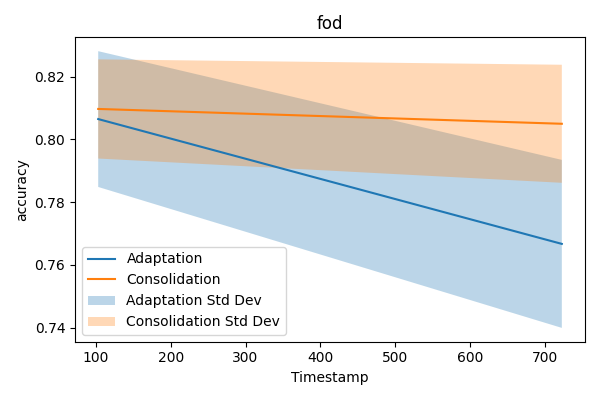 fod
accuracy
0.82
0.80
0.78
0.76
0.74
Adaptation
Consolidation
Adaptation Std Dev
Consolidation Std Dev
100 200 300 400 500 600 700
Timestamp